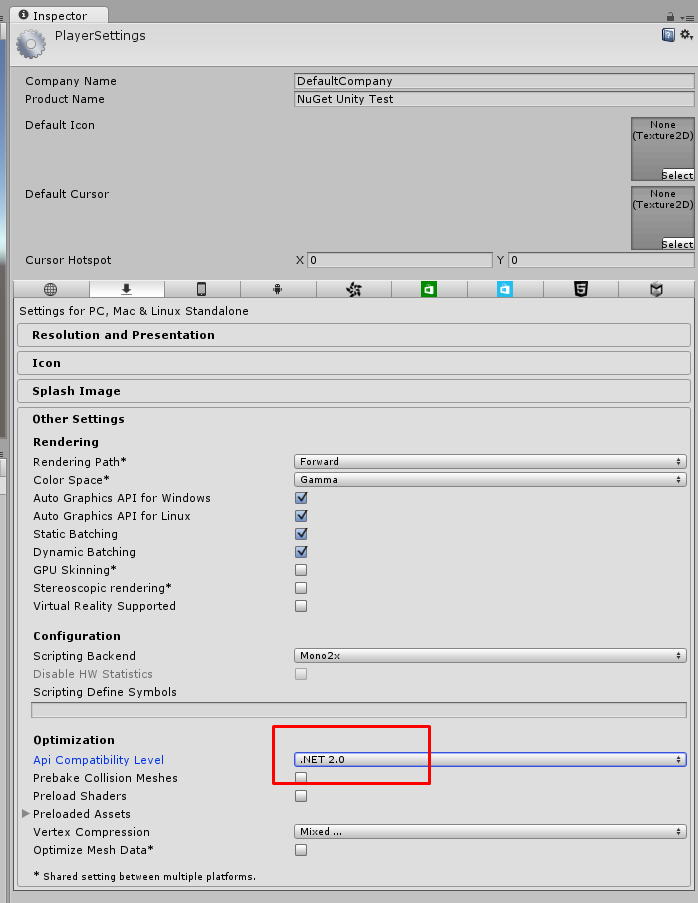 Inspector
PlayerSettings
Company Name DefaultCompany
Product Name NuGet Unity Test
Default Icon None (Texture2D) Select
Default Cursor None (Texture2D) Select
Cursor Hotspot X 0 Y 0
Settings for PC, Mac & Linux Standalone
Resolution and Presentation
Icon
Splash Image
Other Settings
Rendering
Rendering Path* Forward
Color Space* Gamma
Auto Graphics API for Windows
Auto Graphics API for Linux
Static Batching
Dynamic Batching
GPU Skinning*
Stereoscopic rendering*
Virtual Reality Supported
Configuration
Scripting Backend Mono2x
Disable HW Statistics
Scripting Define Symbols
Optimization
Api Compatibility Level .NET 2.0
Prebake Collision Meshes
Preload Shaders
Preloaded Assets
Vertex Compression Mixed ...
Optimize Mesh Data*
* Shared setting between multiple platforms.